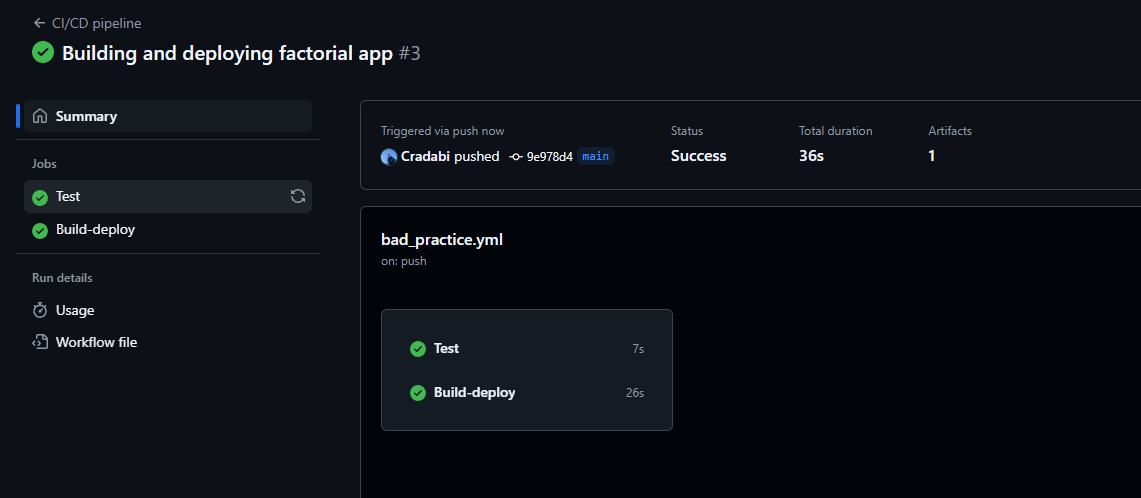 CI/CD pipeline
Building and deploying factorial app #3
Summary
Jobs
Test
Build-deploy
Run details
Usage
Workflow file
Triggered via push now
Cradabi pushed 9e978d4 main
Status
Success
Total duration
36s
Artifacts
1
bad_practice.yml
on: push
Test 7s
Build-deploy 26s